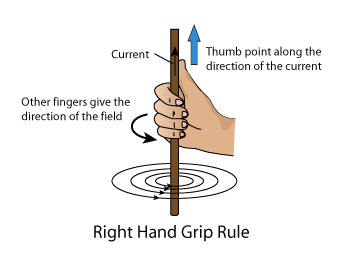 Current
Thumb point along the
direction of the current
Other fingers give the
direction of the field
Right Hand Grip Rule